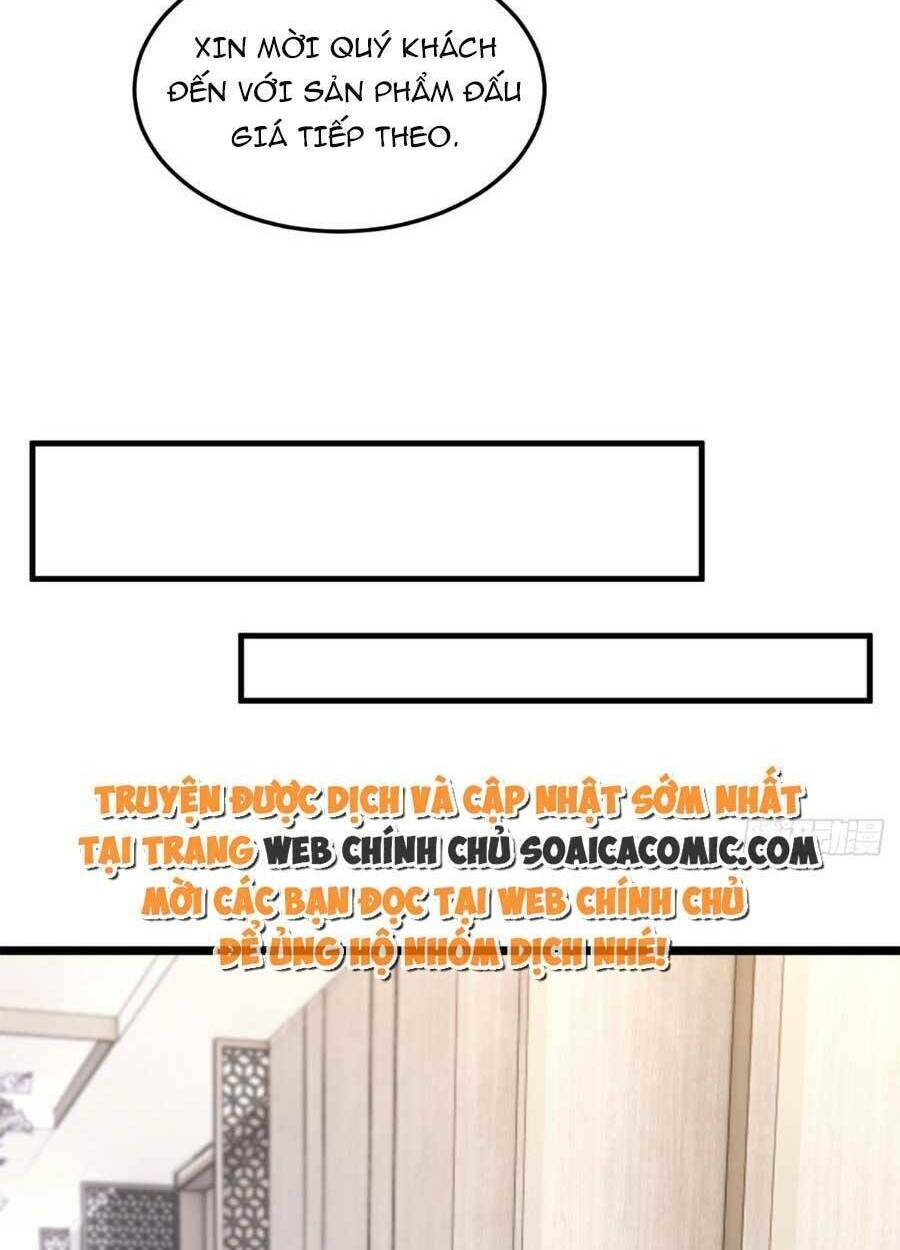 XIN MỜI QUÝ KHÁCH
ĐẾN VỚI SẢN PHẨM ĐẤU
GIÁ TIẾP THEO.
TRUYỆN ĐƯỢC DỊCH VÀ CẬP NHẬT SỚM NHẤT
TẠI TRANG WEB CHÍNH CHỦ SOAICACOMIC.COM
MỜI CÁC BẠN ĐỌC TẠI WEB CHÍNH CHỦ
ĐỂ ỦNG HỘ NHÓM DỊCH NHÉ!